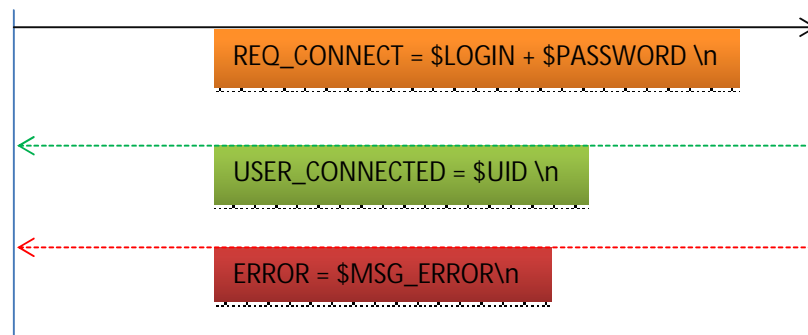 REQ_CONNECT = $LOGIN + $PASSWORD \n
USER_CONNECTED = $UID \n
ERROR = $MSG_ERROR\n